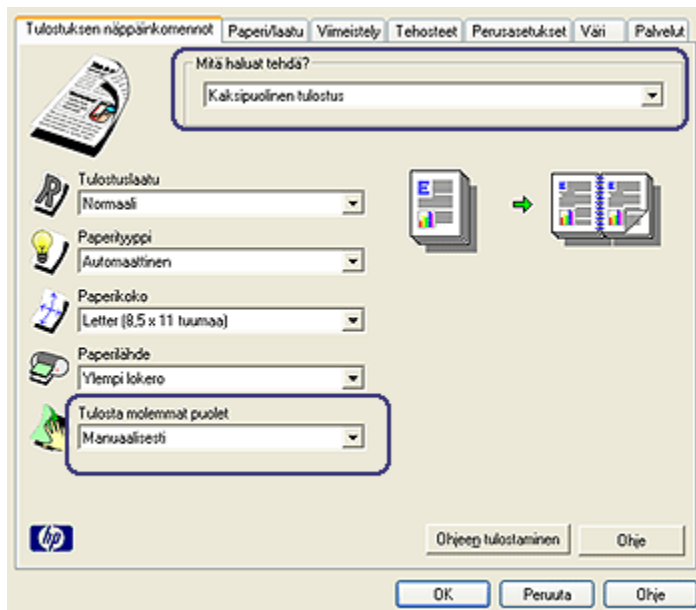 Tulostuksen näppäinkomennot Paperi/laatu Viimeistely Tehosteet Perusasetukset Väri Palvelut
Mitä haluat tehdä?
Kaksipuolinen tulostus
Tulostuslaatu
Normaali
Paperityyppi
Automaattinen
Paperikoko
Letter (8,5 x 11 tuumaa)
Paperilähde
Ylempi lokero
Tulosta molemmat puolet
Manuaalisesti
hp
Ohjeen tulostaminen Ohje
OK Peruuta Ohje